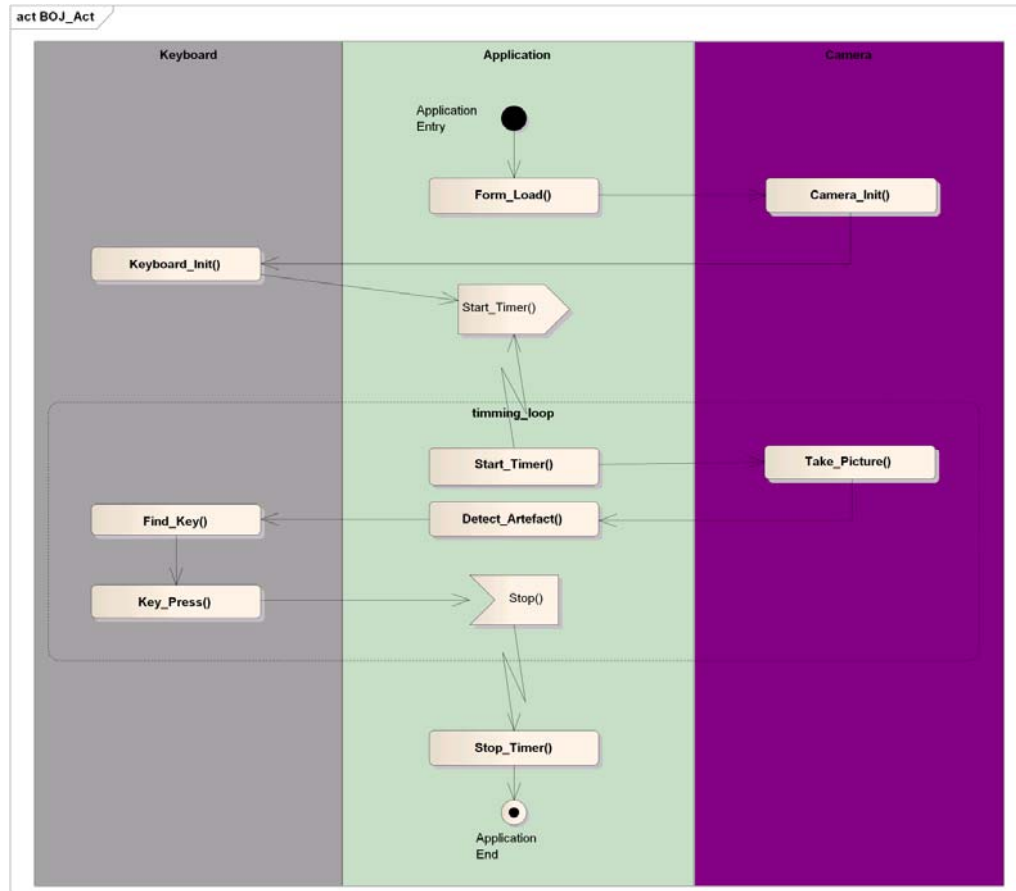 act BOJ_Act
Keyboard
Application
Camera
Application
Entry
Form_Load()
Camera_Init()
Keyboard_Init()
Start_Timer()
timming_loop
Start_Timer()
Take_Picture()
Find_Key()
Detect_Artefact()
Key_Press()
Stop()
Stop_Timer()
Application
End